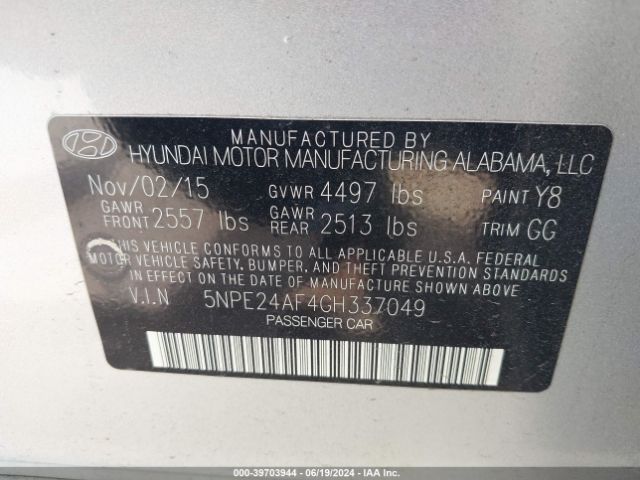 MANUFACTURED BY
HYUNDAI MOTOR MANUFACTURING ALABAMA, LLC
Nov/02/15 GVWR 4497 lbs PAINT Y8
GAWR FRONT 2557 lbs GAWR REAR 2513 lbs TRIM GG
THIS VEHICLE CONFORMS TO ALL APPLICABLE U.S.A. FEDERAL
MOTOR VEHICLE SAFETY, BUMPER, AND THEFT PREVENTION STANDARDS
IN EFFECT ON THE DATE OF MANUFACTURE SHOWN ABOVE.
V.I.N 5NPE24AF4GH337049
PASSENGER CAR
000-39703944 | 06/19/2024 | IAA Inc.